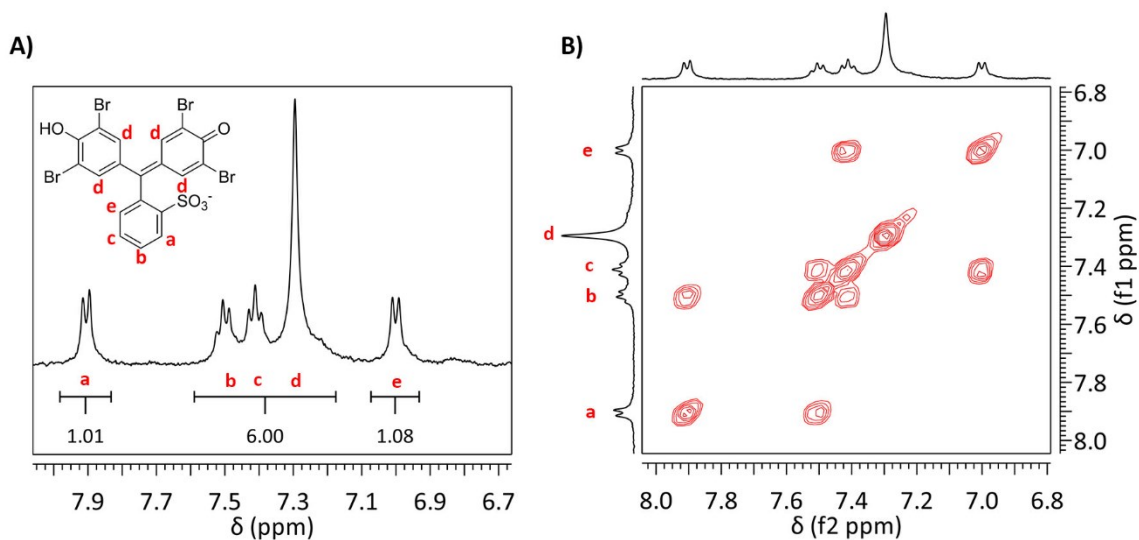 A)
Br
Br
HO
d
d
O
Br
d
d
Br
e
SO3-
c
a
b
a
b c d
e
1.01
6.00
1.08
7.9 7.7 7.5 7.3 7.1 6.9 6.7
δ (ppm)
B)
e
d
c
b
a
6.8
7.0
7.2
7.4
7.6
7.8
8.0
δ (f1 ppm)
8.0 7.8 7.6 7.4 7.2 7.0 6.8
δ (f2 ppm)